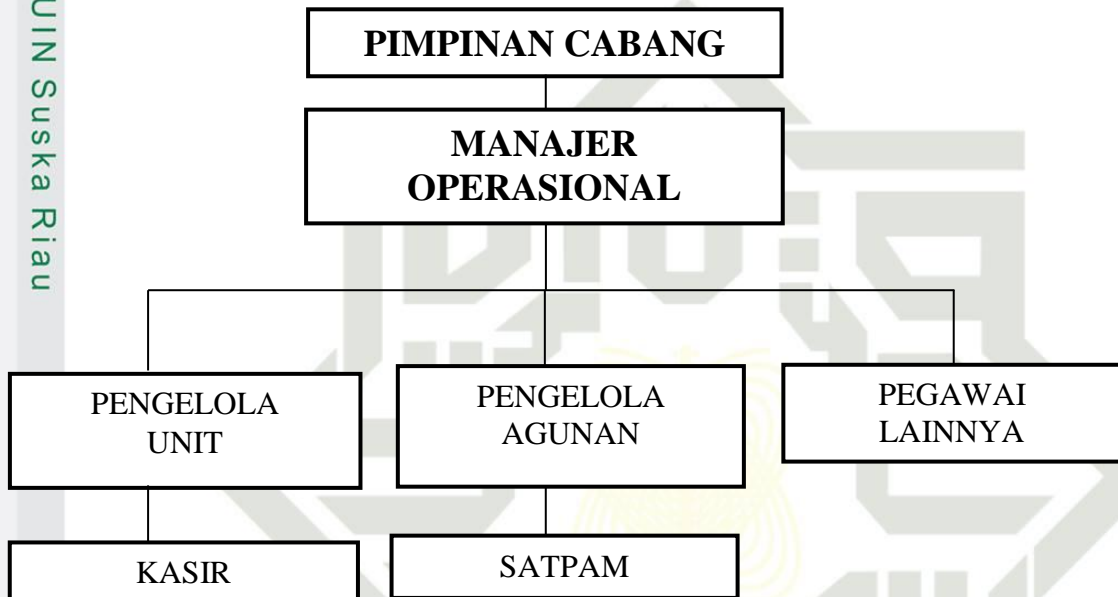 UIN Suska Riau
PIMPINAN CABANG
MANAJER
OPERASIONAL
PENGELOLA
UNIT
PENGELOLA
AGUNAN
PEGAWAI
LAINNYA
KASIR
SATPAM